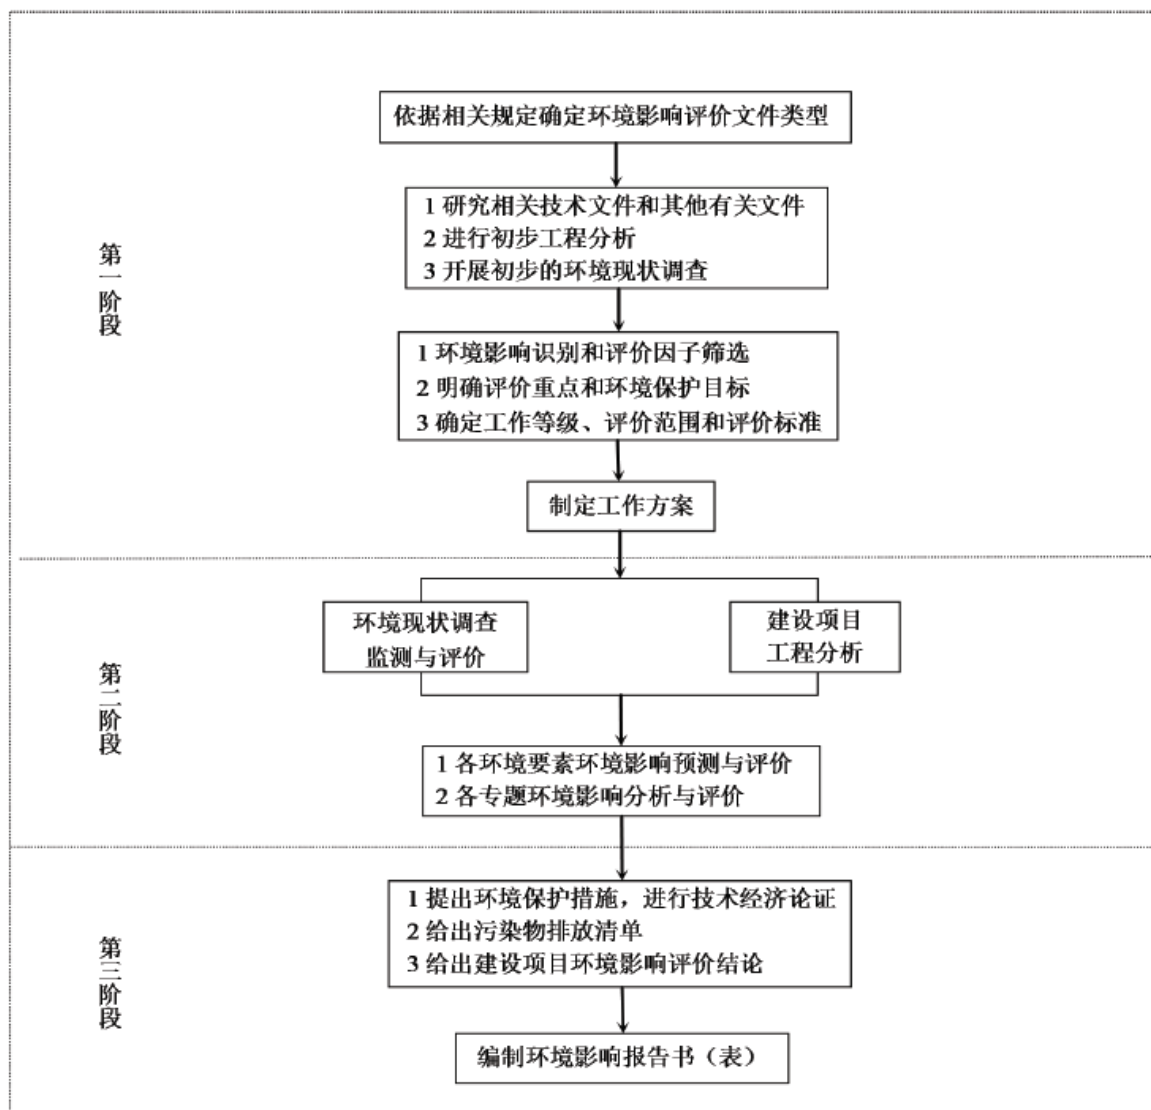 依据相关规定确定环境影响评价文件类型
1 研究相关技术文件和其他有关文件
2 进行初步工程分析
3 开展初步的环境现状调查
第一阶段
1 环境影响识别和评价因子筛选
2 明确评价重点和环境保护目标
3 确定工作等级、评价范围和评价标准
制定工作方案
环境现状调查
监测与评价
建设项目
工程分析
第二阶段
1 各环境要素环境影响预测与评价
2 各专题环境影响分析与评价
1 提出环境保护措施，进行技术经济论证
2 给出污染物排放清单
3 给出建设项目环境影响评价结论
第三阶段
编制环境影响报告书（表）